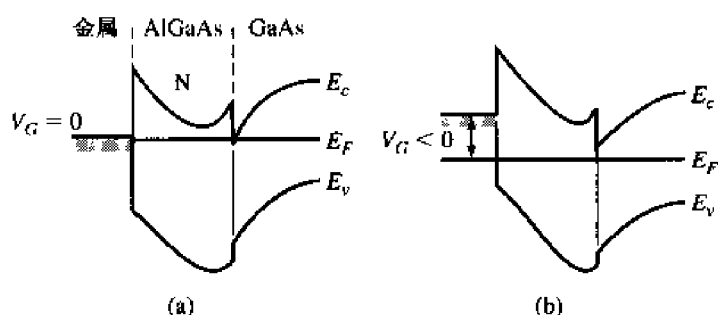 金属 AlGaAs GaAs
N
E_c
V_G = 0
E_F
E_v
(a)
E_c
V_G < 0
E_F
E_v
(b)